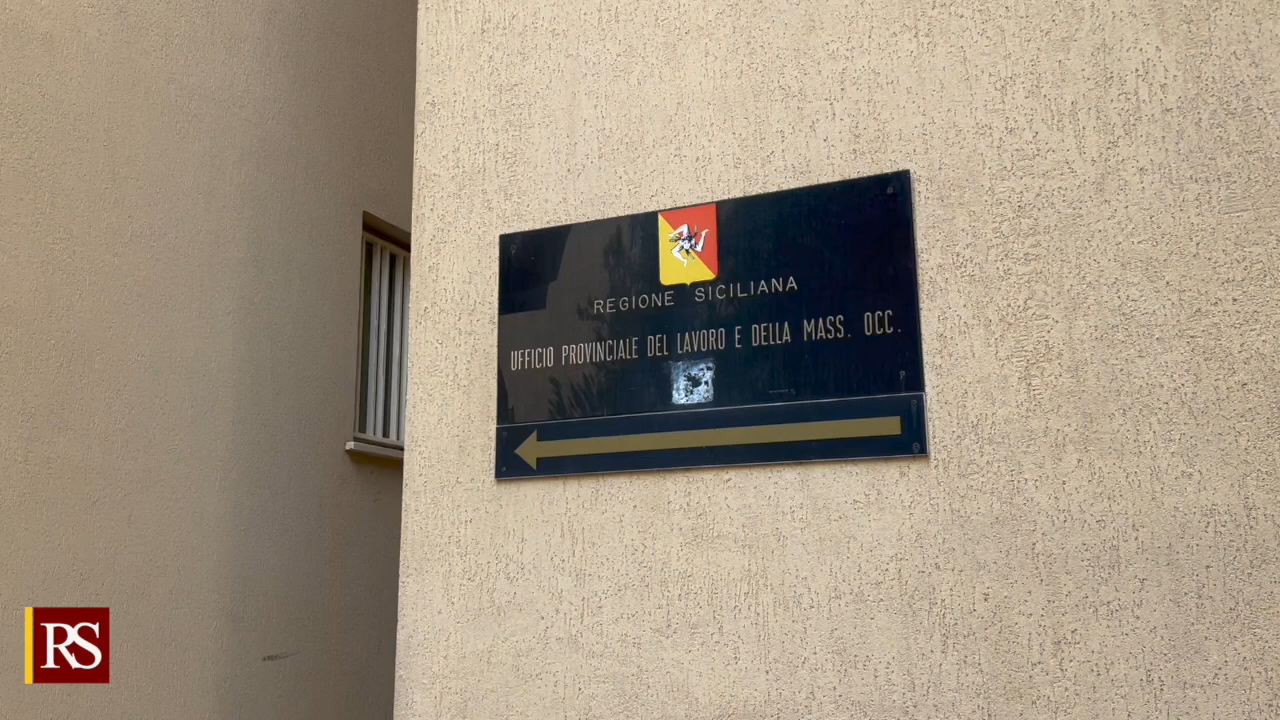 REGIONE SICILIANA
UFFICIO PROVINCIALE DEL LAVORO E DELLA MASS. OCC.
RS